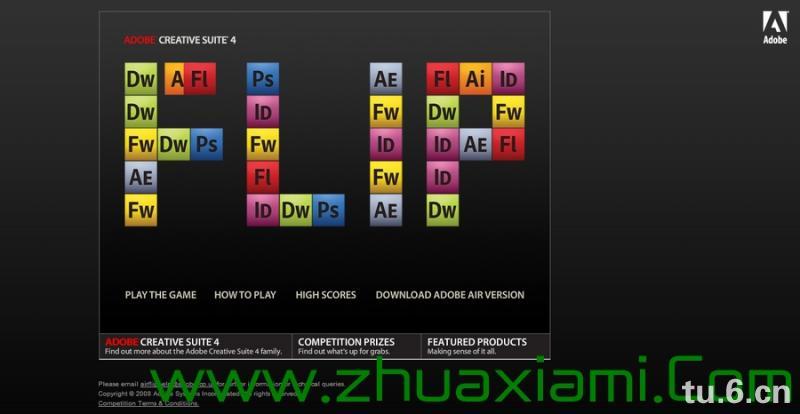 Adobe
ADOBE CREATIVE SUITE 4
Dw A Fl Ps AE Fl Ai ID
Dw ID Fw Dw Fw
Fw Dw Ps Fw ID ID AE Fl
AE Fl Fw ID
Fw ID Dw Ps AE Dw
PLAY THE GAME HOW TO PLAY HIGH SCORES DOWNLOAD ADOBE AIR VERSION
ADOBE CREATIVE SUITE 4 COMPETITION PRIZES FEATURED PRODUCTS
Find out more about the Adobe Creative Suite 4 family. Find out what's up for grabs. Making sense of it all.
www.zhuaxiami.Com
Please email for further information or technical queries.
Copyright © 2008 Adobe Systems Incorporated. All rights reserved.
Competition Terms & Conditions.
tu.6.cn